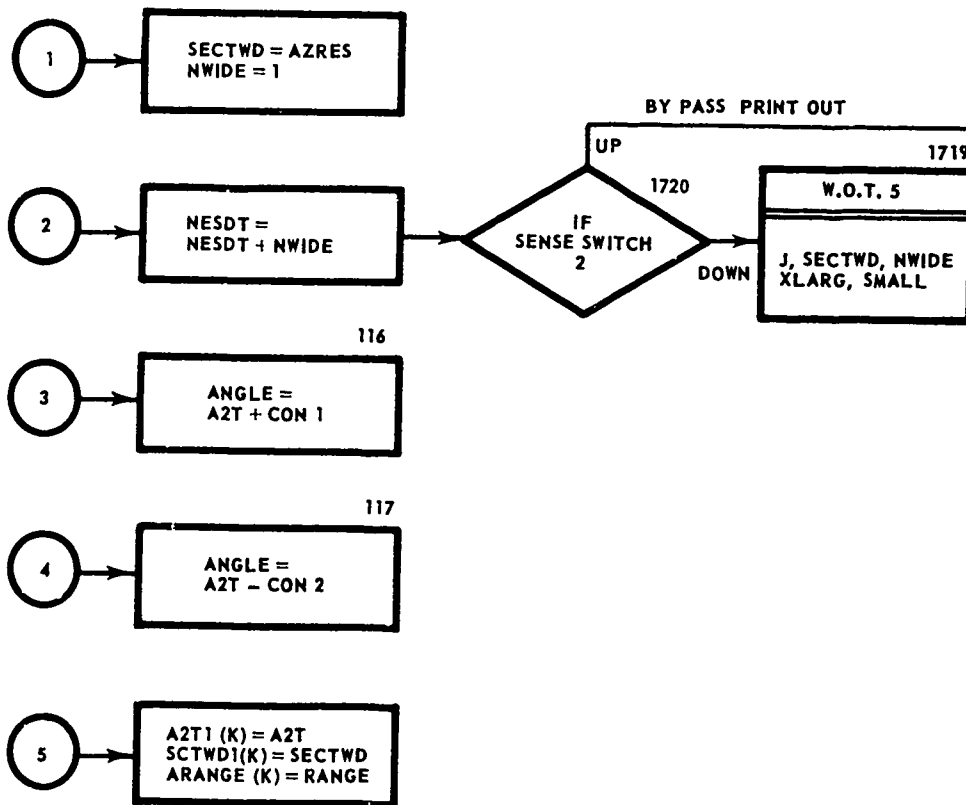 1
SECTWD = AZRES
NWIDE = 1
BY PASS PRINT OUT
UP
1719
2
NESDT =
NESDT + NWIDE
1720
IF
SENSE SWITCH
2
DOWN
W.O.T. 5
J, SECTWD, NWIDE
XLARG, SMALL
116
3
ANGLE =
A2T + CON 1
117
4
ANGLE =
A2T - CON 2
5
A2T1 (K) = A2T
SCTWD1(K) = SECTWD
ARANGE (K) = RANGE